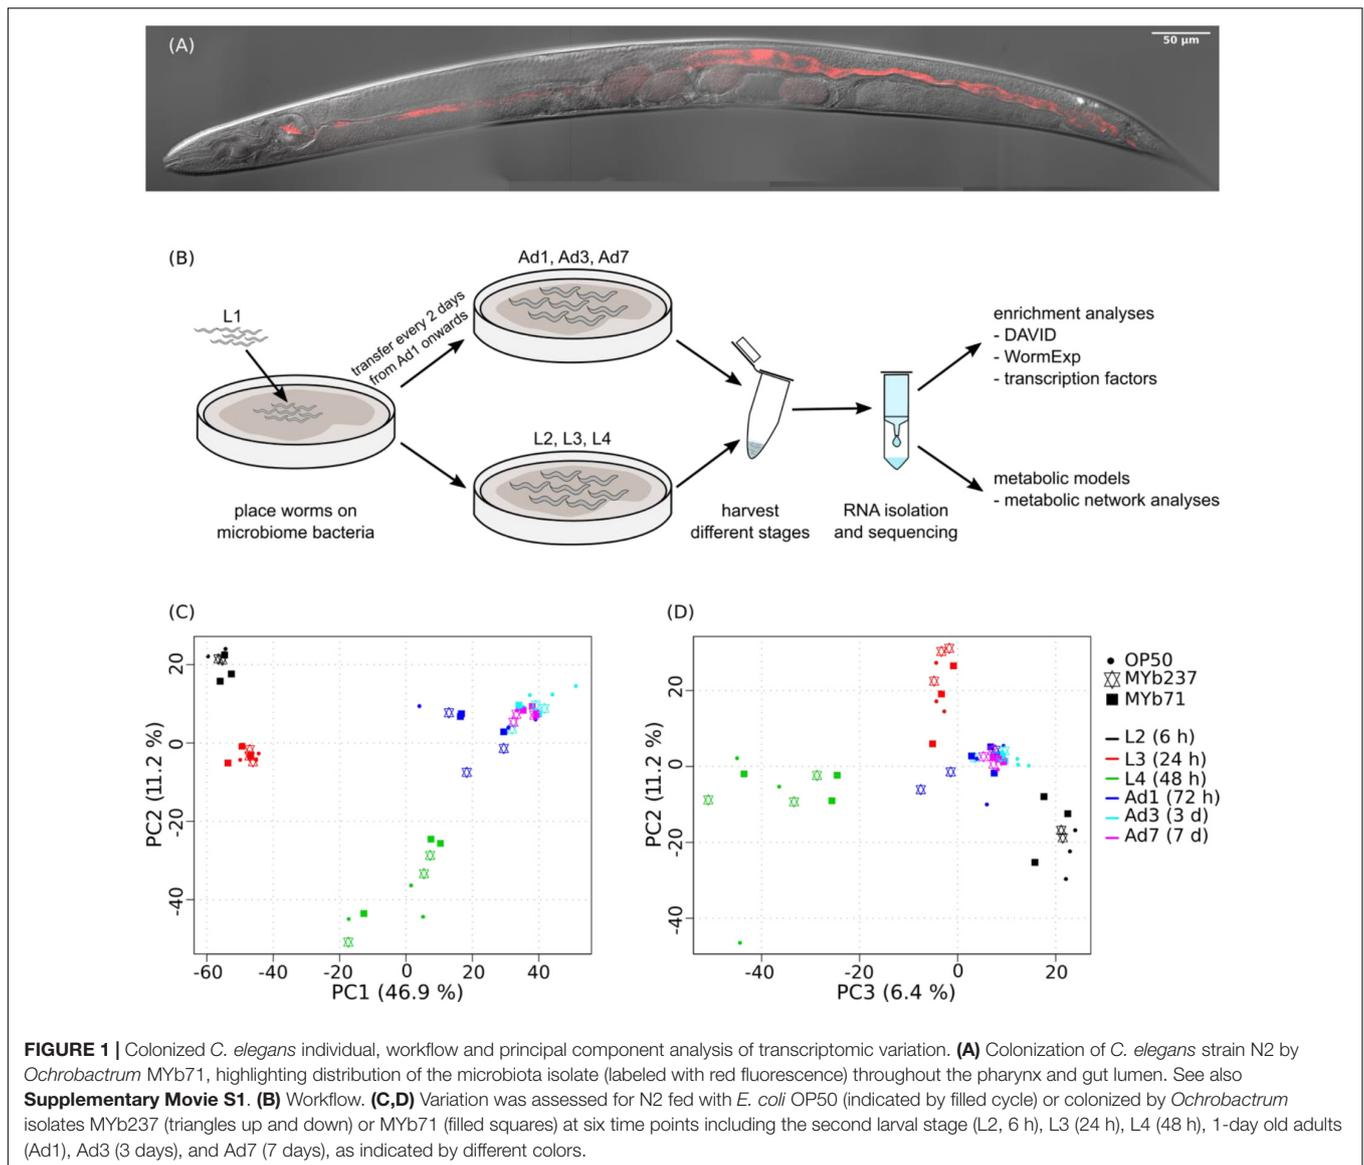 (A)
50 µm
(B)
L1
transfer every 2 days
from Ad1 onwards
Ad1, Ad3, Ad7
L2, L3, L4
place worms on
microbiome bacteria
harvest
different stages
RNA isolation
and sequencing
enrichment analyses
- DAVID
- WormExp
- transcription factors
metabolic models
- metabolic network analyses
(C)
PC2 (11.2 %)
20
0
-20
-40
-60
-40
-20
0
20
40
PC1 (46.9 %)
(D)
PC2 (11.2 %)
20
0
-20
-40
-40
-20
0
20
PC3 (6.4 %)
OP50
MYb237
MYb71
L2 (6 h)
L3 (24 h)
L4 (48 h)
Ad1 (72 h)
Ad3 (3 d)
Ad7 (7 d)
FIGURE 1 | Colonized C. elegans individual, workflow and principal component analysis of transcriptomic variation. (A) Colonization of C. elegans strain N2 by
Ochrobactrum MYb71, highlighting distribution of the microbiota isolate (labeled with red fluorescence) throughout the pharynx and gut lumen. See also
Supplementary Movie S1. (B) Workflow. (C,D) Variation was assessed for N2 fed with E. coli OP50 (indicated by filled cycle) or colonized by Ochrobactrum
isolates MYb237 (triangles up and down) or MYb71 (filled squares) at six time points including the second larval stage (L2, 6 h), L3 (24 h), L4 (48 h), 1-day old adults
(Ad1), Ad3 (3 days), and Ad7 (7 days), as indicated by different colors.